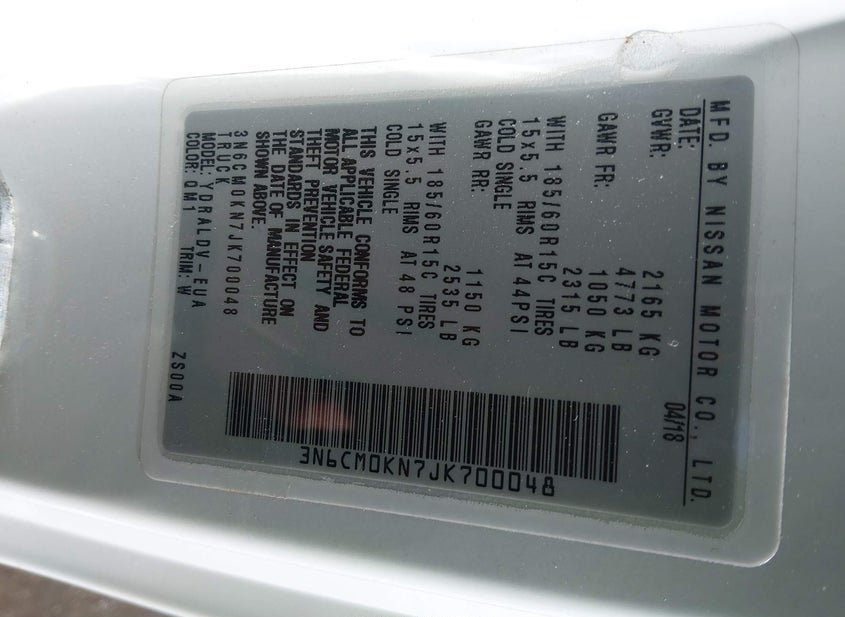 MFD. BY NISSAN MOTOR CO., LTD.
DATE: 04/18
GVWR: 2165 KG
4773 LB
GAWR FR: 1050 KG
2315 LB
WITH 185/60R15C TIRES
15x5.5 RIMS AT 44PSI
COLD SINGLE
GAWR RR: 1150 KG
2535 LB
WITH 185/60R15C TIRES
15x5.5 RIMS AT 48 PSI
COLD SINGLE
THIS VEHICLE CONFORMS TO
ALL APPLICABLE FEDERAL
MOTOR VEHICLE SAFETY AND
THEFT PREVENTION
STANDARDS IN EFFECT ON
THE DATE OF MANUFACTURE
SHOWN ABOVE.
3N6CM0KN7JK700048
TRUCK
MODEL: YDRALDV-EUA
COLOR: QM1 TRIM: W ZS00A
3N6CM0KN7JK700048